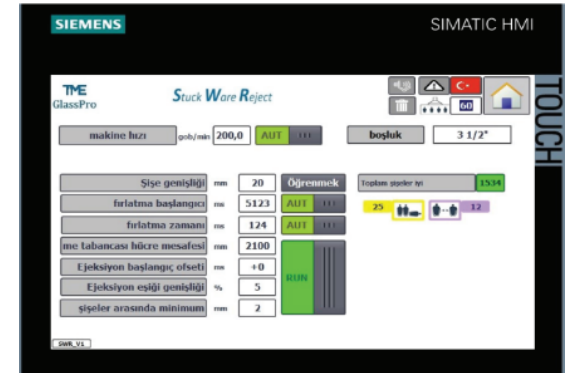 SIEMENS
SIMATIC HMI
TOUCH
TME
GlassPro
Stuck Ware Reject
60
makine hızı gob/min 200,0 AUT
boşluk 3 1/2"
Şişe genişliği mm 20 Öğrenmek
Toplam şişeler iyi 1534
fırlatma başlangıcı ms 5123 AUT
25 12
fırlatma zamanı ms 124 AUT
me tabancası hücre mesafesi mm 2100
Ejeksiyon başlangıç ofseti ms +0
RUN
Ejeksiyon eşiği genişliği % 5
şişeler arasında minimum mm 2
SWR_V1